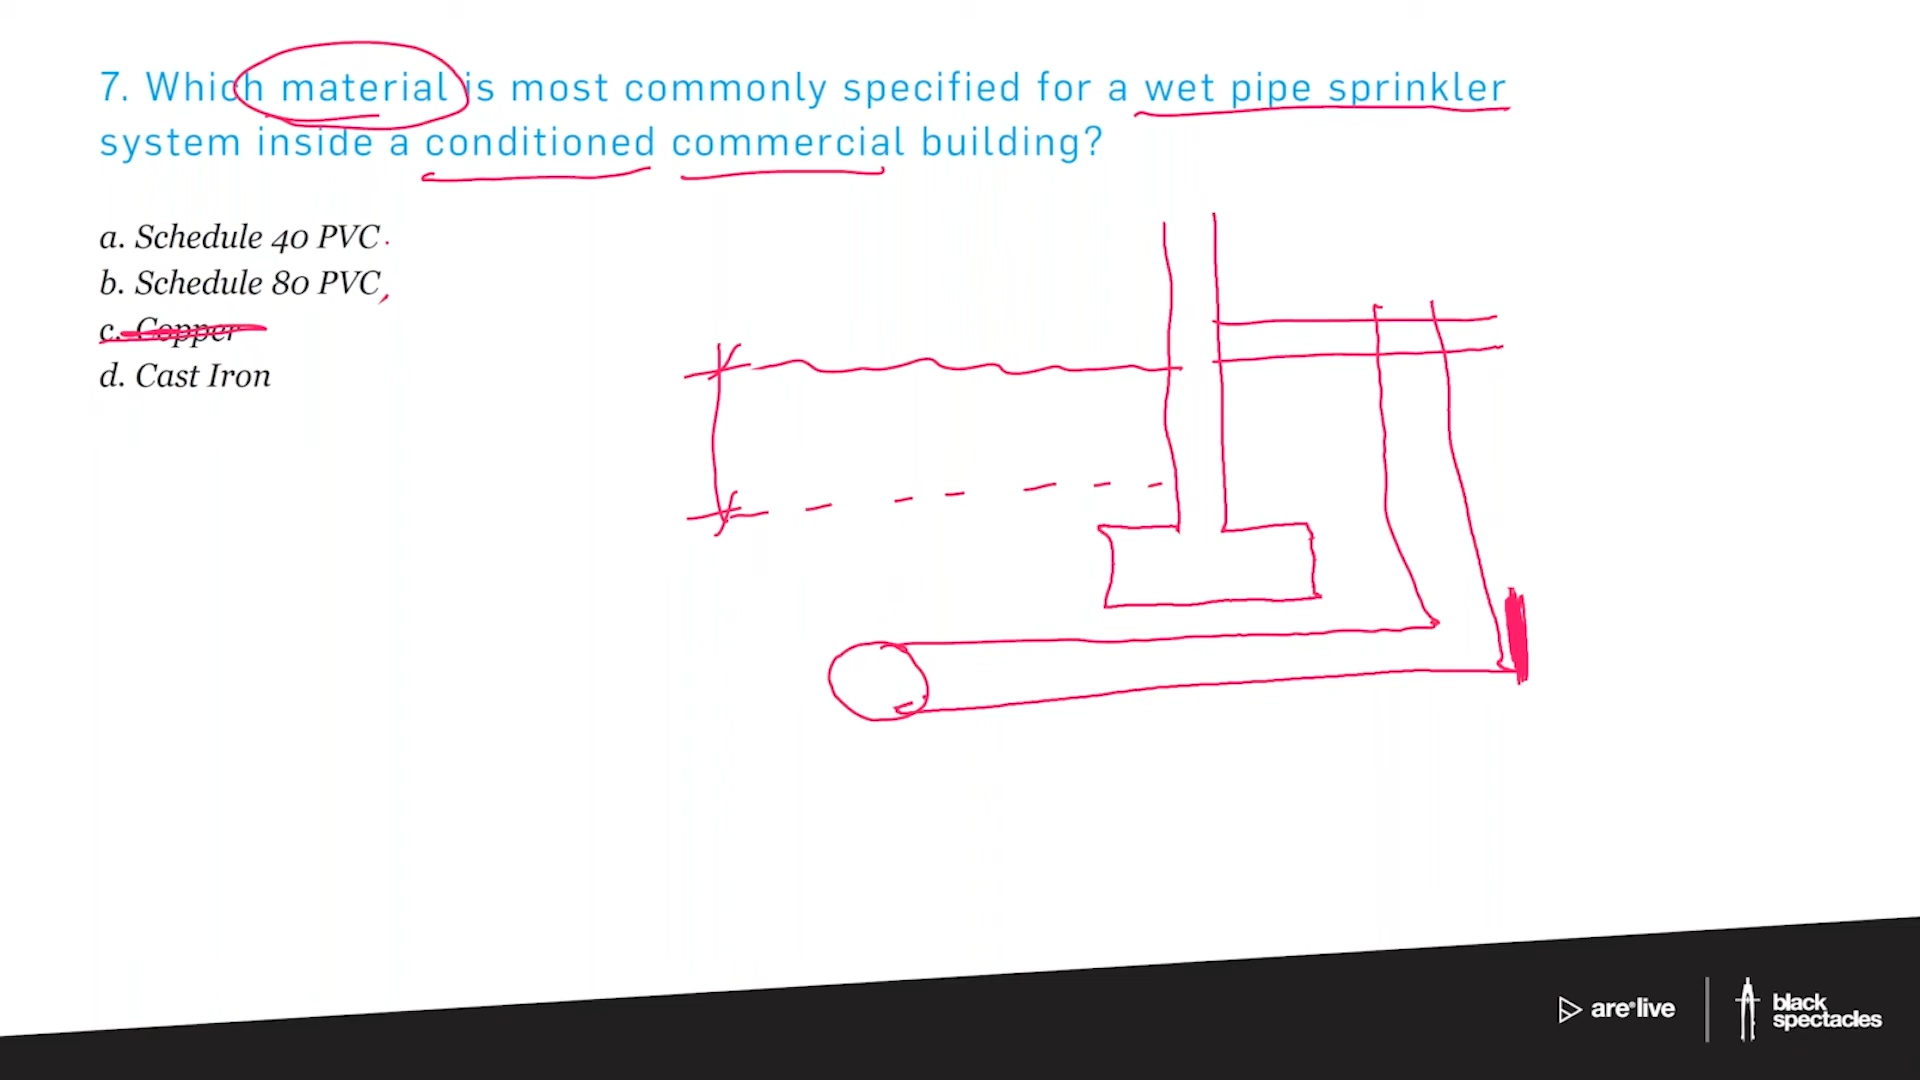 7. Which material is most commonly specified for a wet pipe sprinkler
system inside a conditioned commercial building?
a. Schedule 40 PVC
b. Schedule 80 PVC
c. Copper
d. Cast Iron
are live
black
spectacles